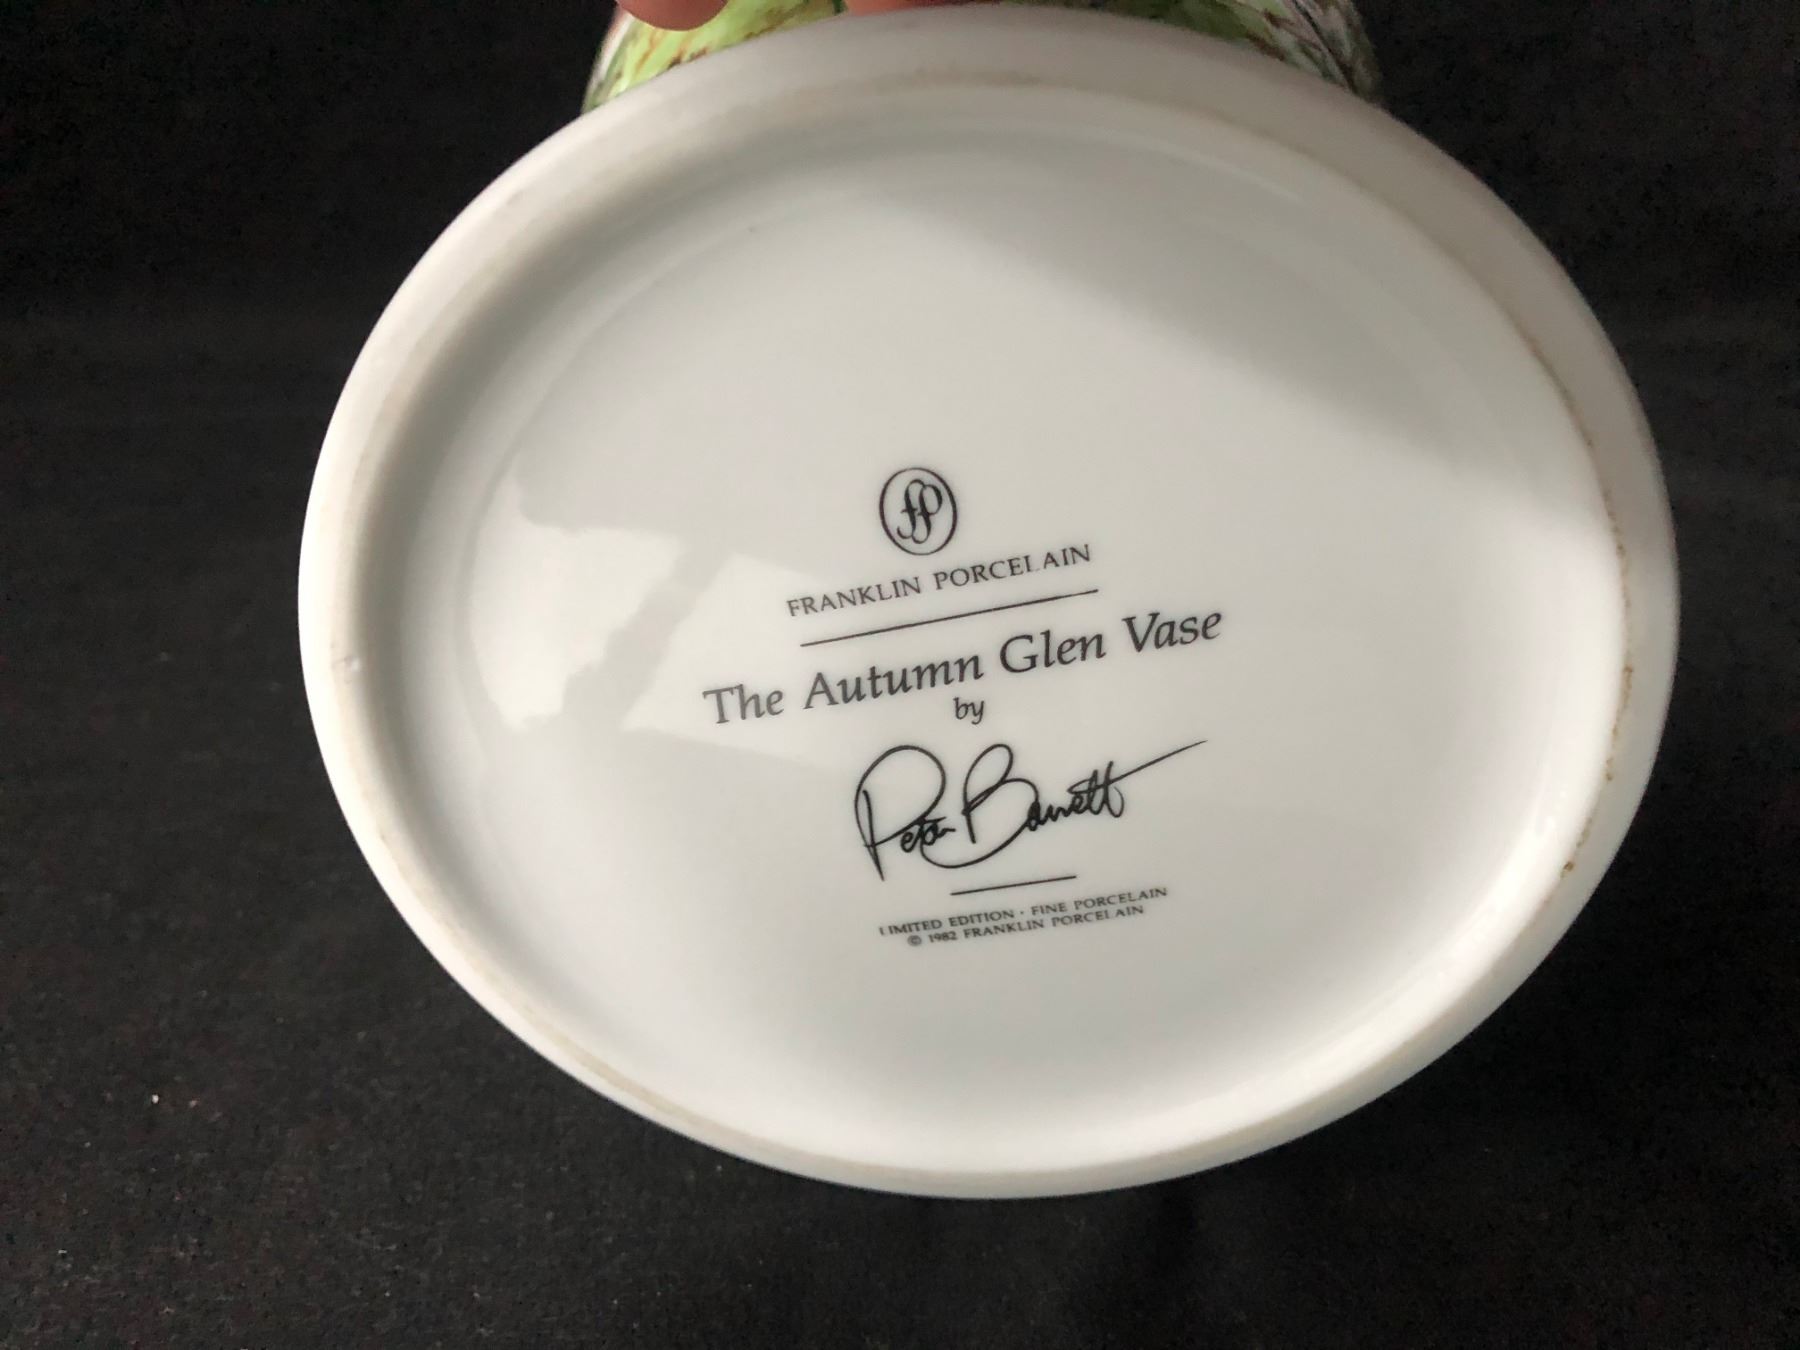 fp
FRANKLIN PORCELAIN
The Autumn Glen Vase
by
Peter Barrett
LIMITED EDITION · FINE PORCELAIN
© 1982 FRANKLIN PORCELAIN